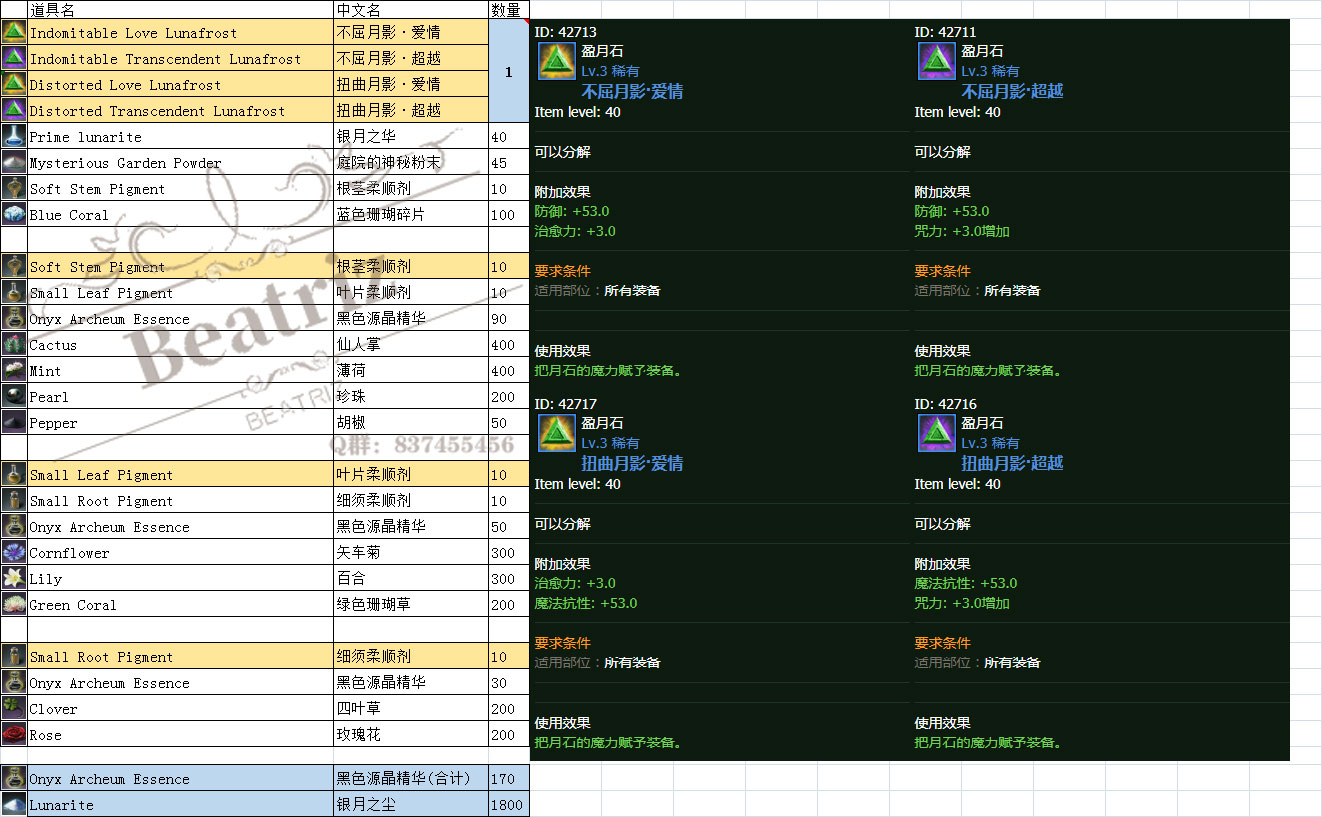 道具名 中文名 数量
Indomitable Love Lunafrost 不屈月影·爱情
Indomitable Transcendent Lunafrost 不屈月影·超越
1
Distorted Love Lunafrost 扭曲月影·爱情
Distorted Transcendent Lunafrost 扭曲月影·超越
Prime lunarite 银月之华 40
Mysterious Garden Powder 庭院的神秘粉末 45
Soft Stem Pigment 根茎柔顺剂 10
Blue Coral 蓝色珊瑚碎片 100
Soft Stem Pigment 根茎柔顺剂 10
Small Leaf Pigment 叶片柔顺剂 10
Onyx Archeum Essence 黑色源晶精华 90
Cactus 仙人掌 400
Mint 薄荷 400
Pearl 珍珠 200
Pepper 胡椒 50
Small Leaf Pigment 叶片柔顺剂 10
Small Root Pigment 细须柔顺剂 10
Onyx Archeum Essence 黑色源晶精华 50
Cornflower 矢车菊 300
Lily 百合 300
Green Coral 绿色珊瑚草 200
Small Root Pigment 细须柔顺剂 10
Onyx Archeum Essence 黑色源晶精华 30
Clover 四叶草 200
Rose 玫瑰花 200
Onyx Archeum Essence 黑色源晶精华(合计) 170
Lunarite 银月之尘 1800
Beatriz
BEATRIZ
Q群: 837455456
ID: 42713
盈月石
Lv.3 稀有
不屈月影·爱情
Item level: 40
可以分解
附加效果
防御: +53.0
治愈力: +3.0
要求条件
适用部位：所有装备
使用效果
把月石的魔力赋予装备。
ID: 42711
盈月石
Lv.3 稀有
不屈月影·超越
Item level: 40
可以分解
附加效果
防御: +53.0
咒力: +3.0增加
要求条件
适用部位：所有装备
使用效果
把月石的魔力赋予装备。
ID: 42717
盈月石
Lv.3 稀有
扭曲月影·爱情
Item level: 40
可以分解
附加效果
治愈力: +3.0
魔法抗性: +53.0
要求条件
适用部位：所有装备
使用效果
把月石的魔力赋予装备。
ID: 42716
盈月石
Lv.3 稀有
扭曲月影·超越
Item level: 40
可以分解
附加效果
魔法抗性: +53.0
咒力: +3.0增加
要求条件
适用部位：所有装备
使用效果
把月石的魔力赋予装备。